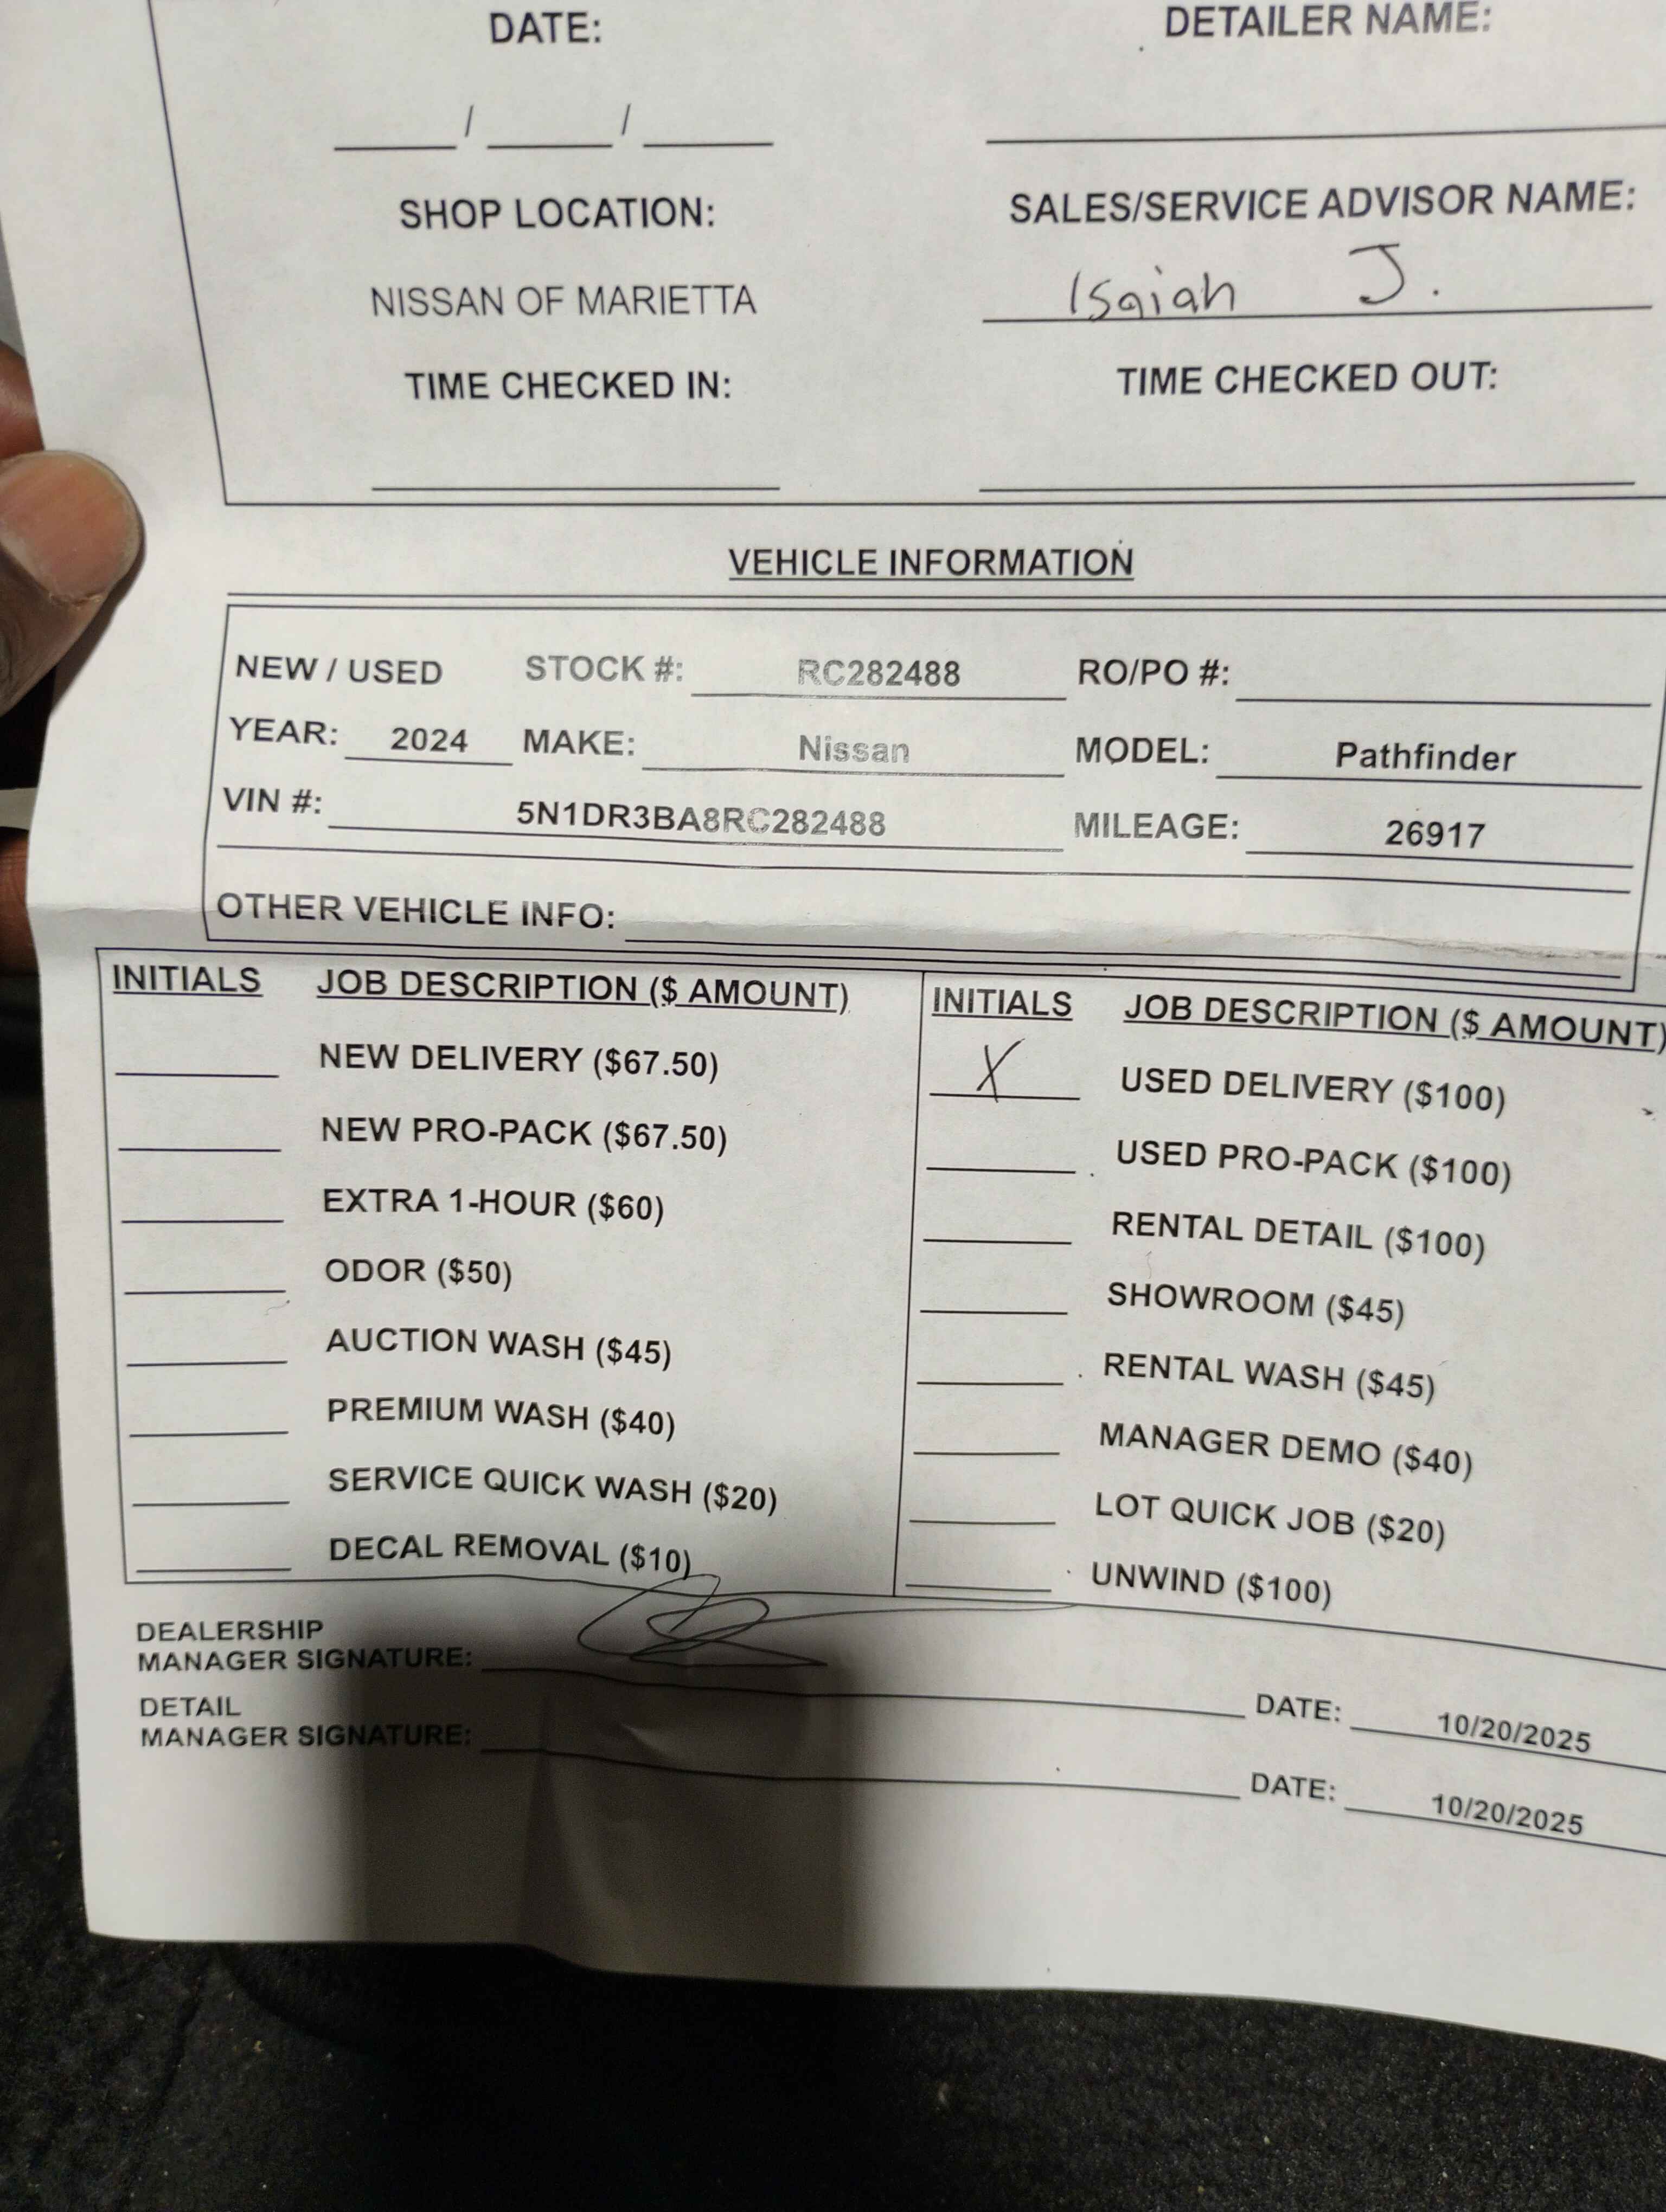 DATE: DETAILER NAME:
____/____/____ ____
SHOP LOCATION: SALES/SERVICE ADVISOR NAME:
NISSAN OF MARIETTA Isaiah J.
TIME CHECKED IN: TIME CHECKED OUT:
VEHICLE INFORMATION
NEW / USED STOCK #: RC282488 RO/PO #:
YEAR: 2024 MAKE: Nissan MODEL: Pathfinder
VIN #: 5N1DR3BA8RC282488 MILEAGE: 26917
OTHER VEHICLE INFO:
INITIALS JOB DESCRIPTION ($ AMOUNT) INITIALS JOB DESCRIPTION ($ AMOUNT)
NEW DELIVERY ($67.50) X USED DELIVERY ($100)
NEW PRO-PACK ($67.50) USED PRO-PACK ($100)
EXTRA 1-HOUR ($60) RENTAL DETAIL ($100)
ODOR ($50) SHOWROOM ($45)
AUCTION WASH ($45) RENTAL WASH ($45)
PREMIUM WASH ($40) MANAGER DEMO ($40)
SERVICE QUICK WASH ($20) LOT QUICK JOB ($20)
DECAL REMOVAL ($10) UNWIND ($100)
DEALERSHIP
MANAGER SIGNATURE: DATE: 10/20/2025
DETAIL
MANAGER SIGNATURE: DATE: 10/20/2025